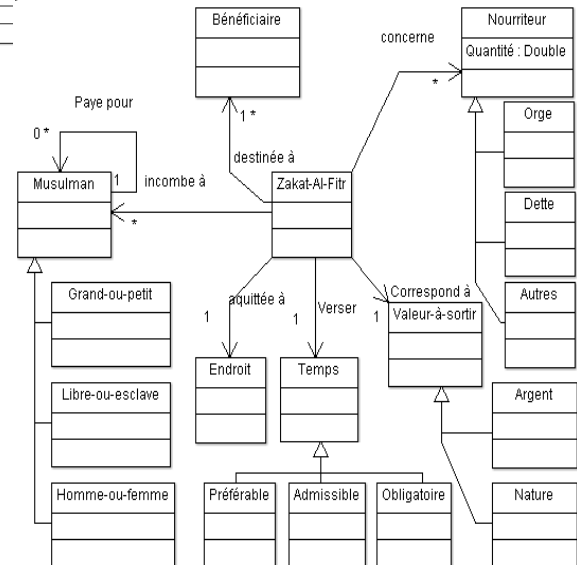 Bénéficiaire
Nourriteur
Quantité : Double
concerne
*
Orge
Paye pour
0 *
1 *
destinée à
Musulman
1
incombe à
Zakat-Al-Fitr
*
Dette
Grand-ou-petit
aquittée à
1
Verser
1
Correspond à
1
Valeur-à-sortir
Autres
Endroit
Temps
Libre-ou-esclave
Argent
Homme-ou-femme
Préférable
Admissible
Obligatoire
Nature